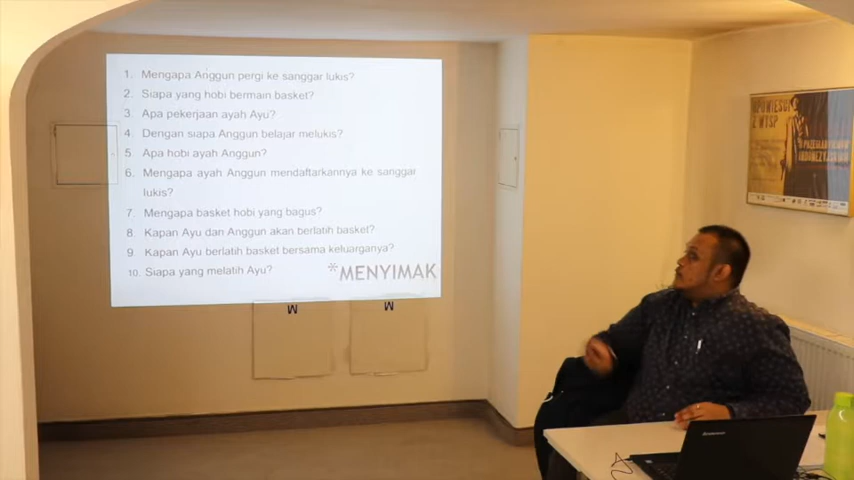 1. Mengapa Anggun pergi ke sanggar lukis?
2. Siapa yang hobi bermain basket?
3. Apa pekerjaan ayah Ayu?
4. Dengan siapa Anggun belajar melukis?
5. Apa hobi ayah Anggun?
6. Mengapa ayah Anggun mendaftarkannya ke sanggar
lukis?
7. Mengapa basket hobi yang bagus?
8. Kapan Ayu dan Anggun akan berlatih basket?
9. Kapan Ayu berlatih basket bersama keluarganya?
10. Siapa yang melatih Ayu?
*MENYIMAK
M
M
OPOWIEŚCI
Z WYSP